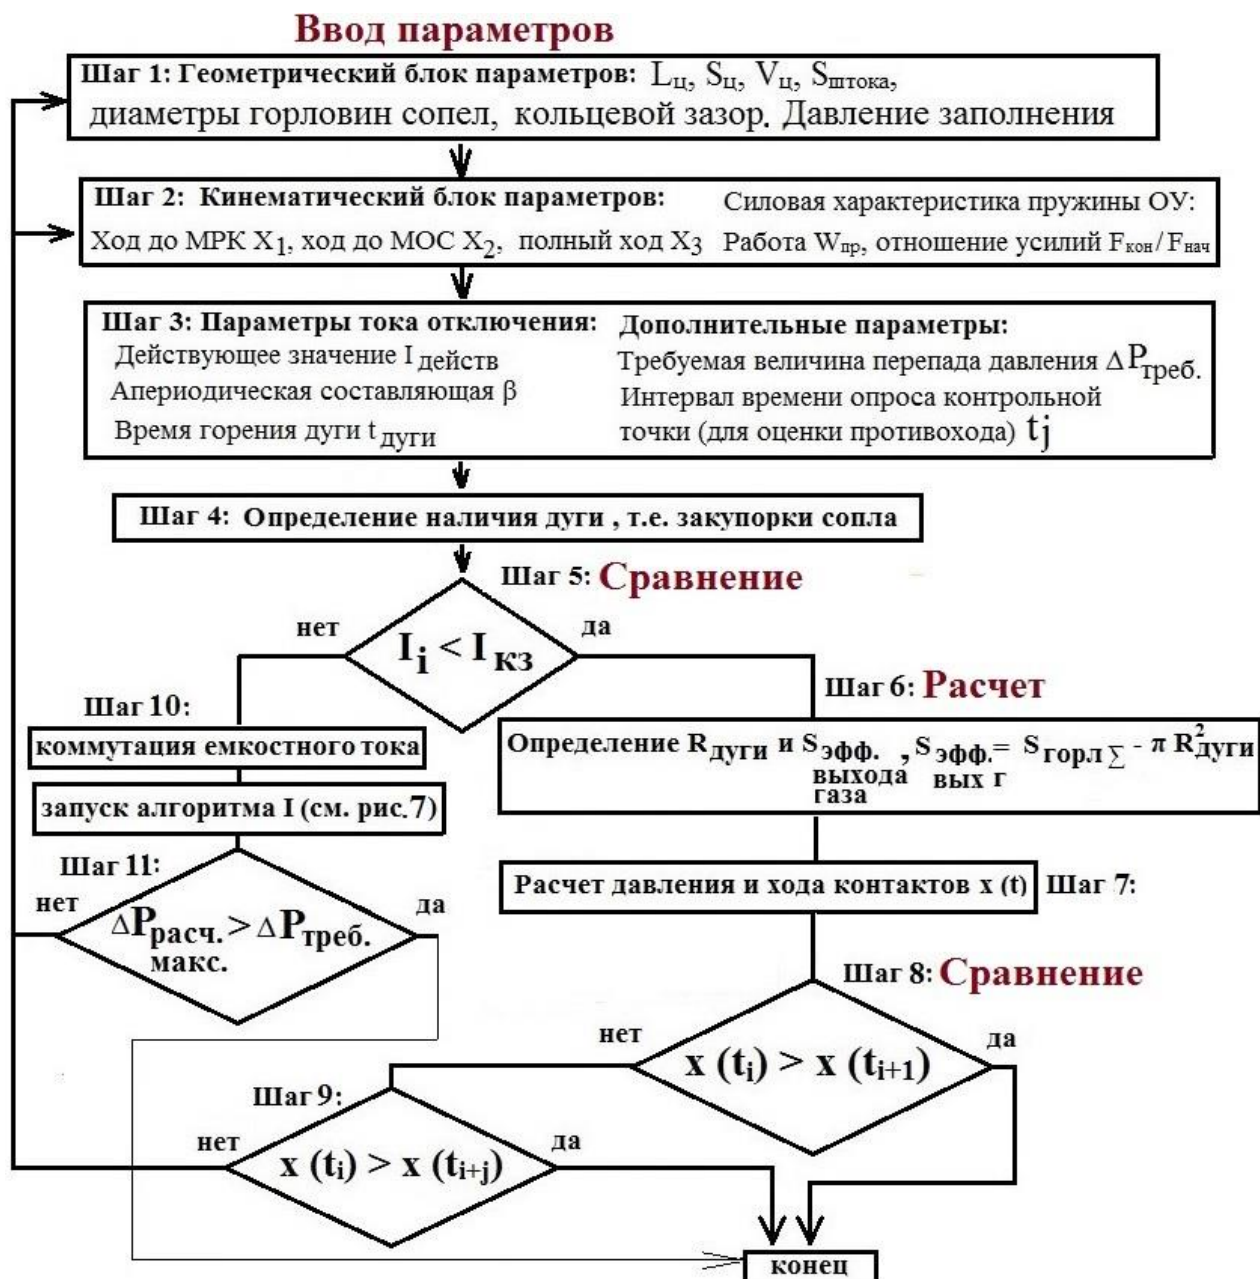 Ввод параметров
Шаг 1: Геометрический блок параметров: Lц, Sц, Vц, Sштока,
диаметры горловин сопел, кольцевой зазор. Давление заполнения
Шаг 2: Кинематический блок параметров:
Ход до МРК X1, ход до МОС X2, полный ход X3
Силовая характеристика пружины ОУ:
Работа Wпр, отношение усилий Fкон/Fнач
Шаг 3: Параметры тока отключения:
Действующее значение I действ
Апериодическая составляющая β
Время горения дуги t дуги
Дополнительные параметры:
Требуемая величина перепада давления ΔPтреб.
Интервал времени опроса контрольной
точки (для оценки противохода) tj
Шаг 4: Определение наличия дуги , т.е. закупорки сопла
Шаг 5: Сравнение
нет
да
Ii < Iкз
Шаг 6: Расчет
Определение Rдуги и Sэфф. выхода газа , Sэфф. вых г = Sгорл ∑ - π R²дуги
Шаг 10:
коммутация емкостного тока
запуск алгоритма I (см. рис.7)
Шаг 11:
нет
да
ΔPрасч. макс. > ΔPтреб.
Расчет давления и хода контактов x (t)
Шаг 7:
Шаг 8: Сравнение
нет
да
x (ti) > x (ti+1)
Шаг 9:
нет
да
x (ti) > x (ti+j)
конец